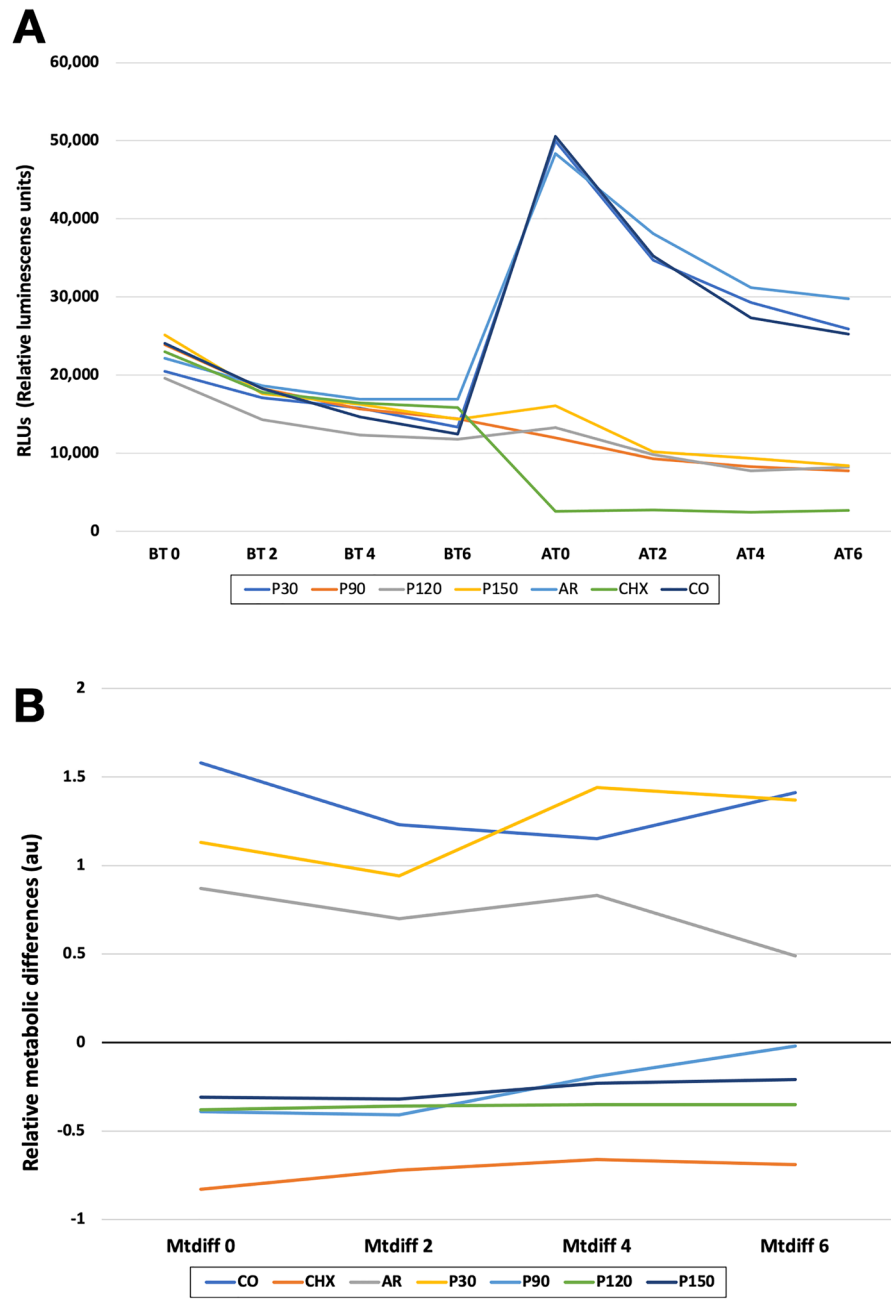 A
60,000
50,000
40,000
30,000
20,000
10,000
0
RLUs (Relative luminescense units)
BT 0 BT 2 BT 4 BT6 AT0 AT2 AT4 AT6
P30 P90 P120 P150 AR CHX CO
B
2
1.5
1
0.5
0
-0.5
-1
Relative metabolic differences (au)
Mtdiff 0 Mtdiff 2 Mtdiff 4 Mtdiff 6
CO CHX AR P30 P90 P120 P150